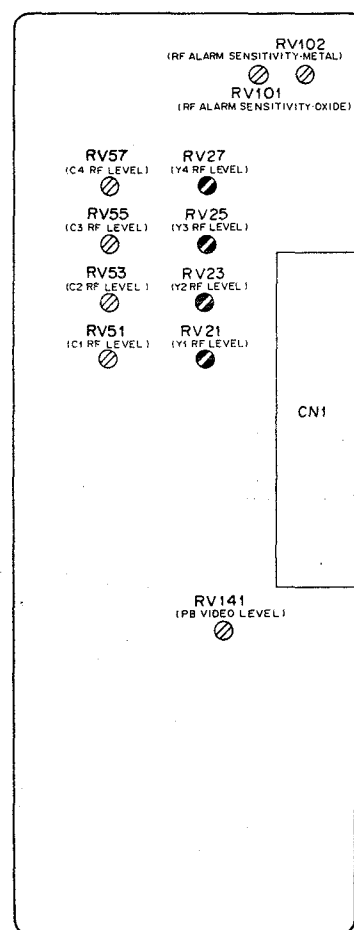 RV102
(RF ALARM SENSITIVITY-METAL)
RV101
(RF ALARM SENSITIVITY-OXIDE)
RV57 RV27
(C4 RF LEVEL) (Y4 RF LEVEL)
RV55 RV25
(C3 RF LEVEL) (Y3 RF LEVEL)
RV53 RV23
(C2 RF LEVEL) (Y2 RF LEVEL)
RV51 RV21
(C1 RF LEVEL) (Y1 RF LEVEL)
CN1
RV141
(PB VIDEO LEVEL)